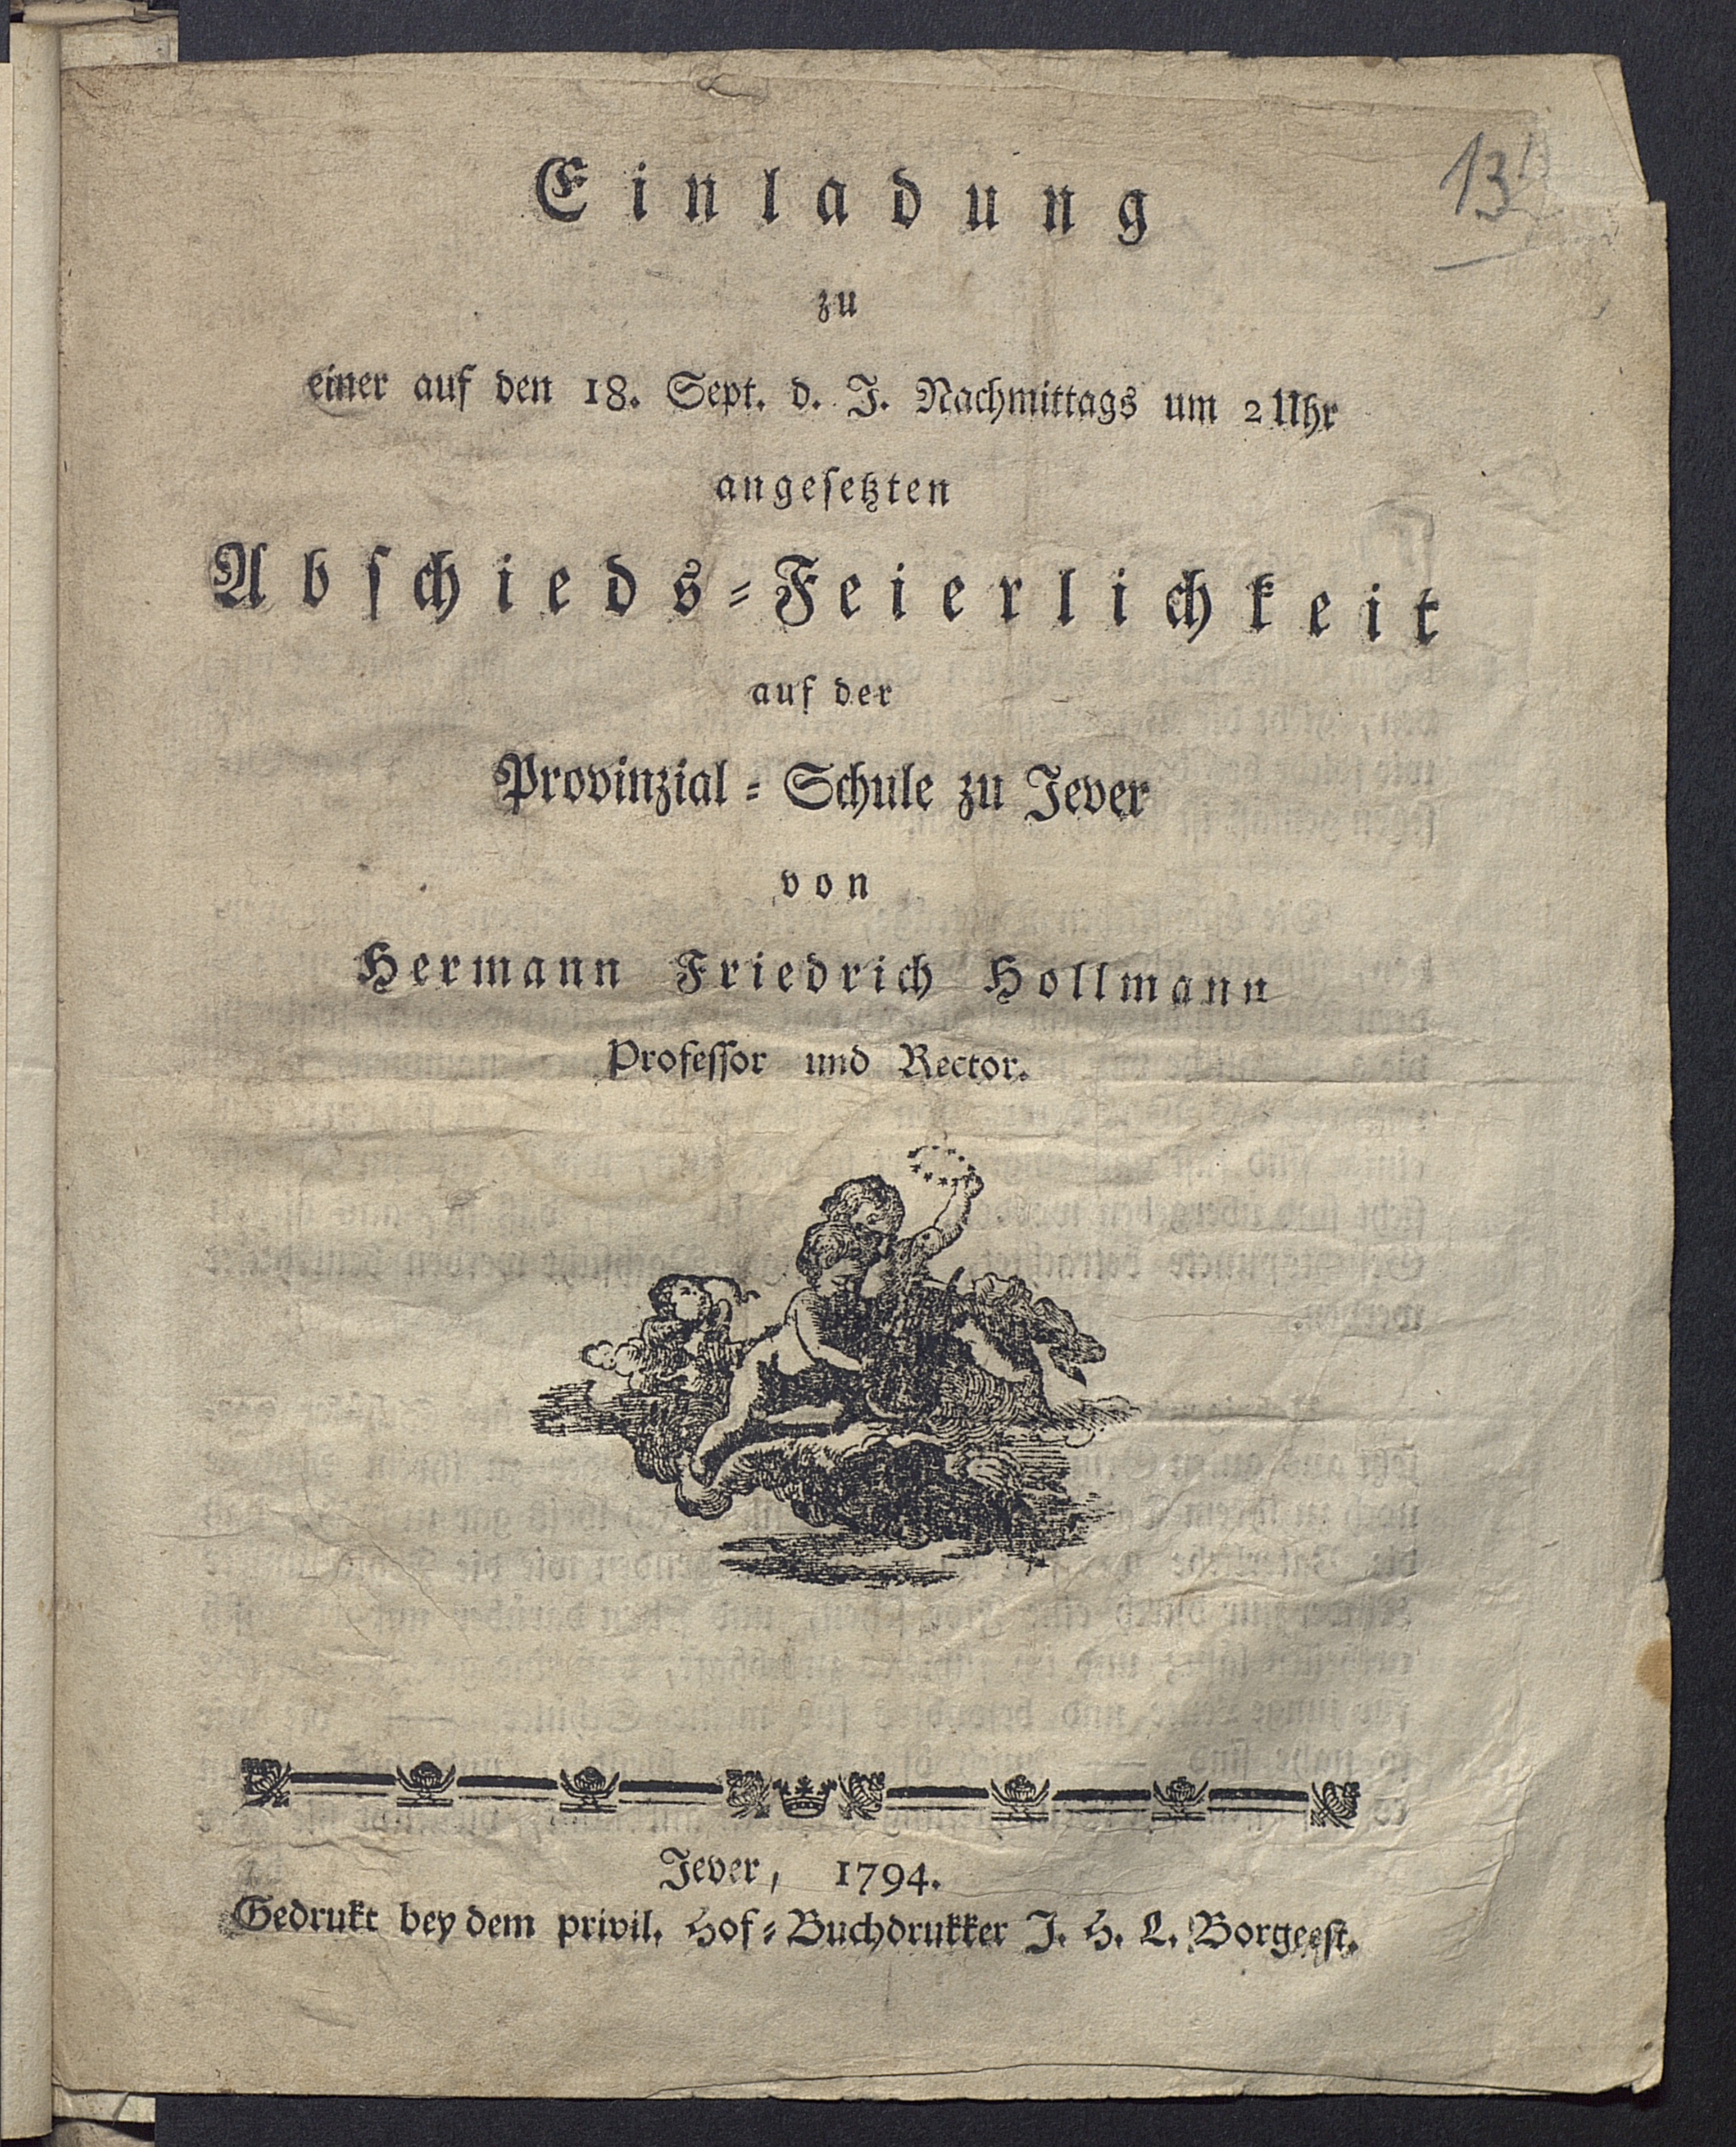 13
Einladung
zu
einer auf den 18. Sept. d. J. Nachmittags um 2 Uhr
angesetzten
Abschieds-Feierlichkeit
auf der
Provinzial-Schule zu Jever
von
Hermann Friedrich Hollmann
Professor und Rector.
Jever, 1794.
Gedrukt bey dem privil. Hof-Buchdrukker J. H. L. Borgeest.